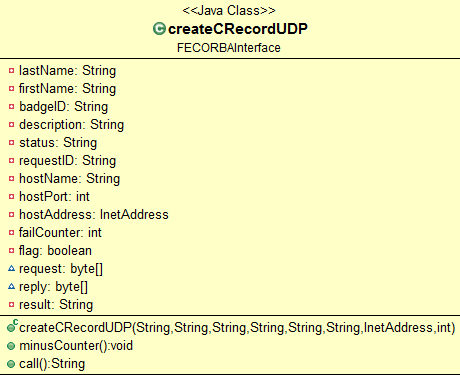 <<Java Class>>
createCRecordUDP
FECORBAInterface
lastName: String
firstName: String
badgeID: String
description: String
status: String
requestID: String
hostName: String
hostPort: int
hostAddress: InetAddress
failCounter: int
flag: boolean
request: byte[]
reply: byte[]
result: String
createCRecordUDP(String,String,String,String,String,String,InetAddress,int)
minusCounter():void
call():String